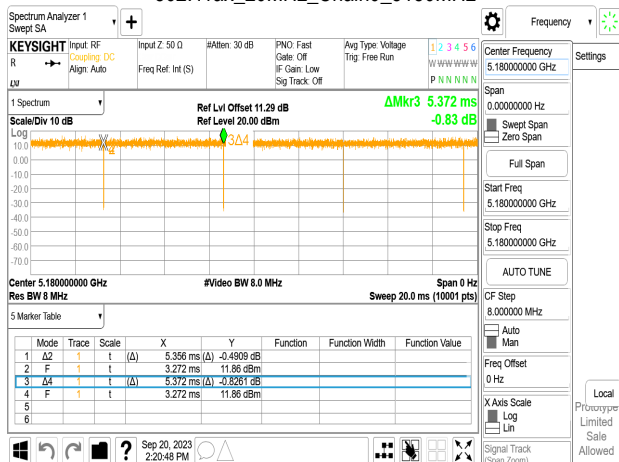 Spectrum Analyzer 1
Swept SA
Frequency
KEYSIGHT
Input: RF
Coupling: DC
Align: Auto
Input Z: 50 Ω
Freq Ref: Int (S)
#Atten: 30 dB
PNO: Fast
Gate: Off
IF Gain: Low
Sig Track: Off
Avg Type: Voltage
Trig: Free Run
1 2 3 4 5 6
W W W W W W
P N N N N N
R
LXI
1 Spectrum
Scale/Div 10 dB
Ref Lvl Offset 11.29 dB
Ref Level 20.00 dBm
ΔMkr3 5.372 ms
-0.83 dB
Log
10.0
0.00
-10.0
-20.0
-30.0
-40.0
-50.0
-60.0
-70.0
3Δ4
Center 5.180000000 GHz
Res BW 8 MHz
#Video BW 8.0 MHz
Span 0 Hz
Sweep 20.0 ms (10001 pts)
5 Marker Table
Mode Trace Scale X Y Function Function Width Function Value
1 Δ2 1 t (Δ) 5.356 ms (Δ) -0.4909 dB
2 F 1 t 3.272 ms 11.86 dBm
3 Δ4 1 t (Δ) 5.372 ms (Δ) -0.8261 dB
4 F 1 t 3.272 ms 11.86 dBm
5
6
Sep 20, 2023
2:20:48 PM
Center Frequency
5.180000000 GHz
Span
0.00000000 Hz
Swept Span
Zero Span
Full Span
Start Freq
5.180000000 GHz
Stop Freq
5.180000000 GHz
AUTO TUNE
CF Step
8.000000 MHz
Auto
Man
Freq Offset
0 Hz
X Axis Scale
Log
Lin
Signal Track
(Span Zoom)
Settings
Local
Prototype
Limited
Sale
Allowed